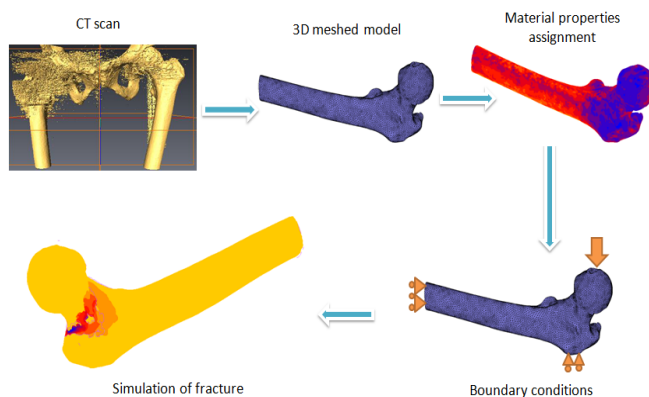 CT scan
3D meshed model
Material properties
assignment
Simulation of fracture
Boundary conditions